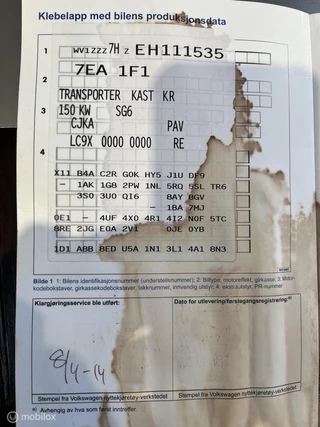 Klebelapp med bilens produksjonsdata
1 WV1ZZZ7H Z EH111535
2 7EA 1F1
TRANSPORTER KAST KR
3 150 KW SG6
CJKA PAV
LC9X 0000 0000 RE
4
X11 B4A C2R G0K HY5 J1U DF9
- 1AK 1G8 2PW 1NL 5RQ 5SL TR6
3S0 3U0 QI6 BAY BGV
- 1BA 7MJ
0E1 - 4UF 4X0 4R1 4I2 N0F 5TC
8RE 2JG E0A 2V1 0JE 0YB
1D1 A8B 8ED U5A 1N1 3L1 4A1 8N3
Bilde 1 1: Bilens identifikasjonsnummer (understellsnummer); 2: Biltype, motoreffekt, girkasse; 3: Motor-
kodebokstaver, girkassekodebokstaver, lakknummer, innvendig utstyr; 4: ekstrautstyr, PR-nummer
Klargjøringsservice ble utført:
Dato for utlevering/førstegangsregistrering: a)
8/4-14
Stempel fra Volkswagen nyttekjøretøy-verkstedet
Stempel fra Volkswagen nyttekjøretøy-verkstedet
a) Avhengig av hva som først inntreffer.
mobilox